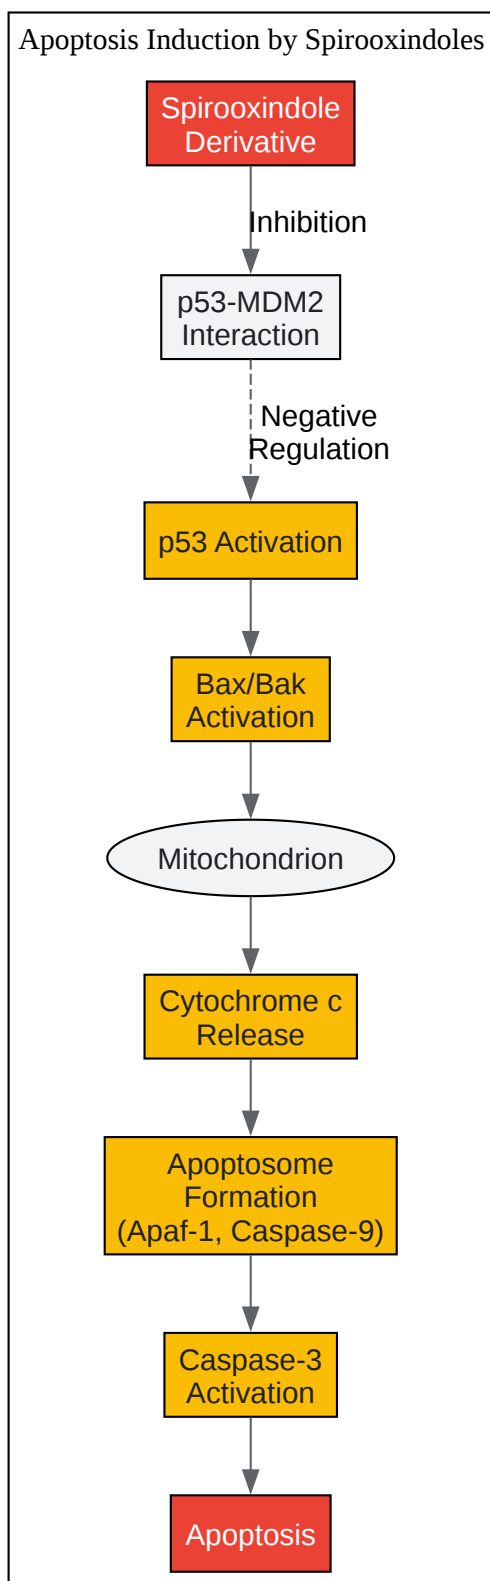 Apoptosis Induction by Spirooxindoles
Spirooxindole
Derivative
Inhibition
p53-MDM2
Interaction
Negative
Regulation
p53 Activation
Bax/Bak
Activation
Mitochondrion
Cytochrome c
Release
Apoptosome
Formation
(Apaf-1, Caspase-9)
Caspase-3
Activation
Apoptosis